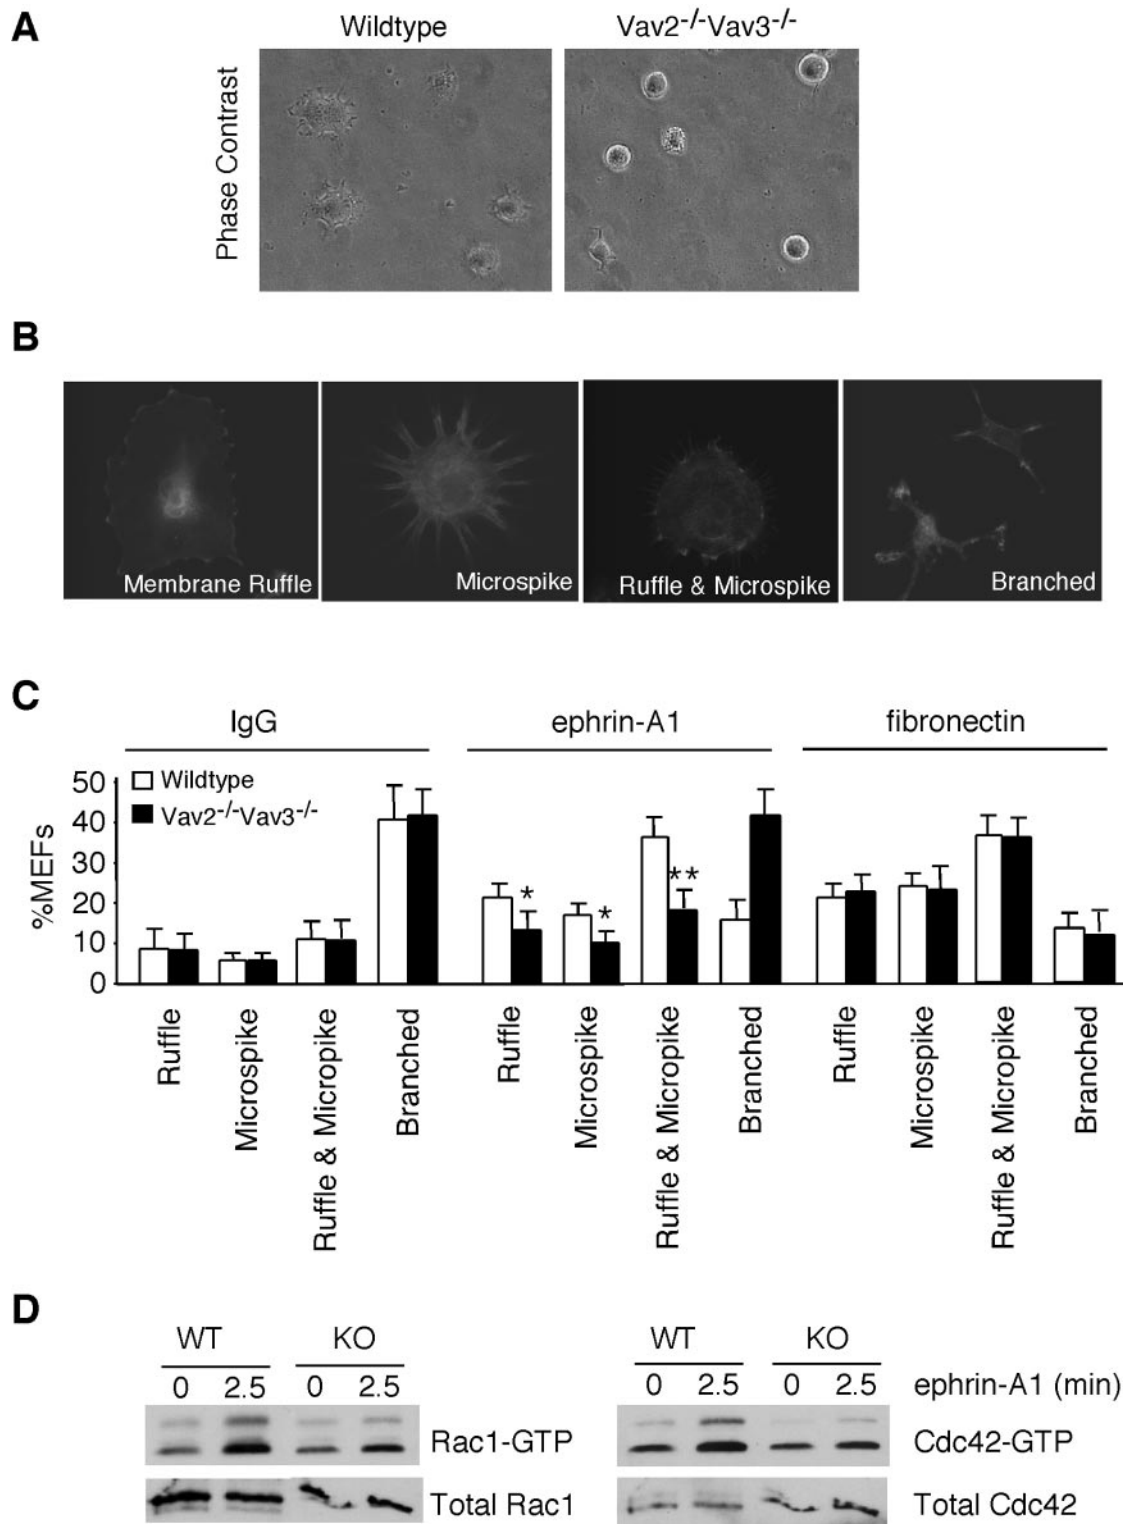 A
Wildtype Vav2-/-Vav3-/-
Phase Contrast
B
Membrane Ruffle Microspike Ruffle & Microspike Branched
C
IgG ephrin-A1 fibronectin
%MEFs
50
40
30
20
10
0
Wildtype
Vav2-/-Vav3-/-
* * **
Ruffle Microspike Ruffle & Micropike Branched Ruffle Microspike Ruffle & Micropike Branched Ruffle Microspike Ruffle & Micropike Branched
D
WT KO WT KO
0 2.5 0 2.5 0 2.5 0 2.5 ephrin-A1 (min)
Rac1-GTP Cdc42-GTP
Total Rac1 Total Cdc42